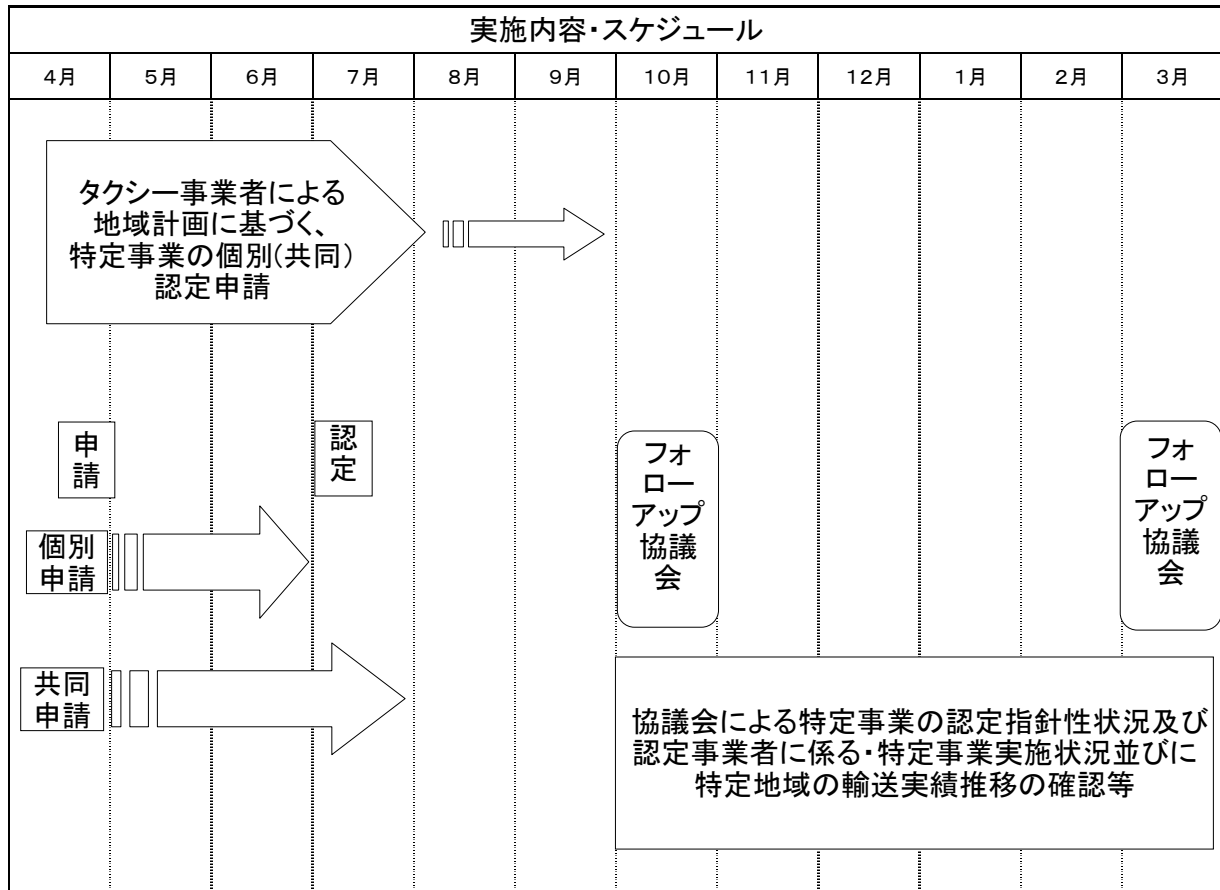 実施内容・スケジュール
4月 5月 6月 7月 8月 9月 10月 11月 12月 1月 2月 3月
タクシー事業者による
地域計画に基づく、
特定事業の個別(共同)
認定申請
申
請
認
定
フォ
ロー
アップ
協議
会
フォ
ロー
アップ
協議
会
個別
申請
共同
申請
協議会による特定事業の認定指針性状況及び
認定事業者に係る・特定事業実施状況並びに
特定地域の輸送実績推移の確認等